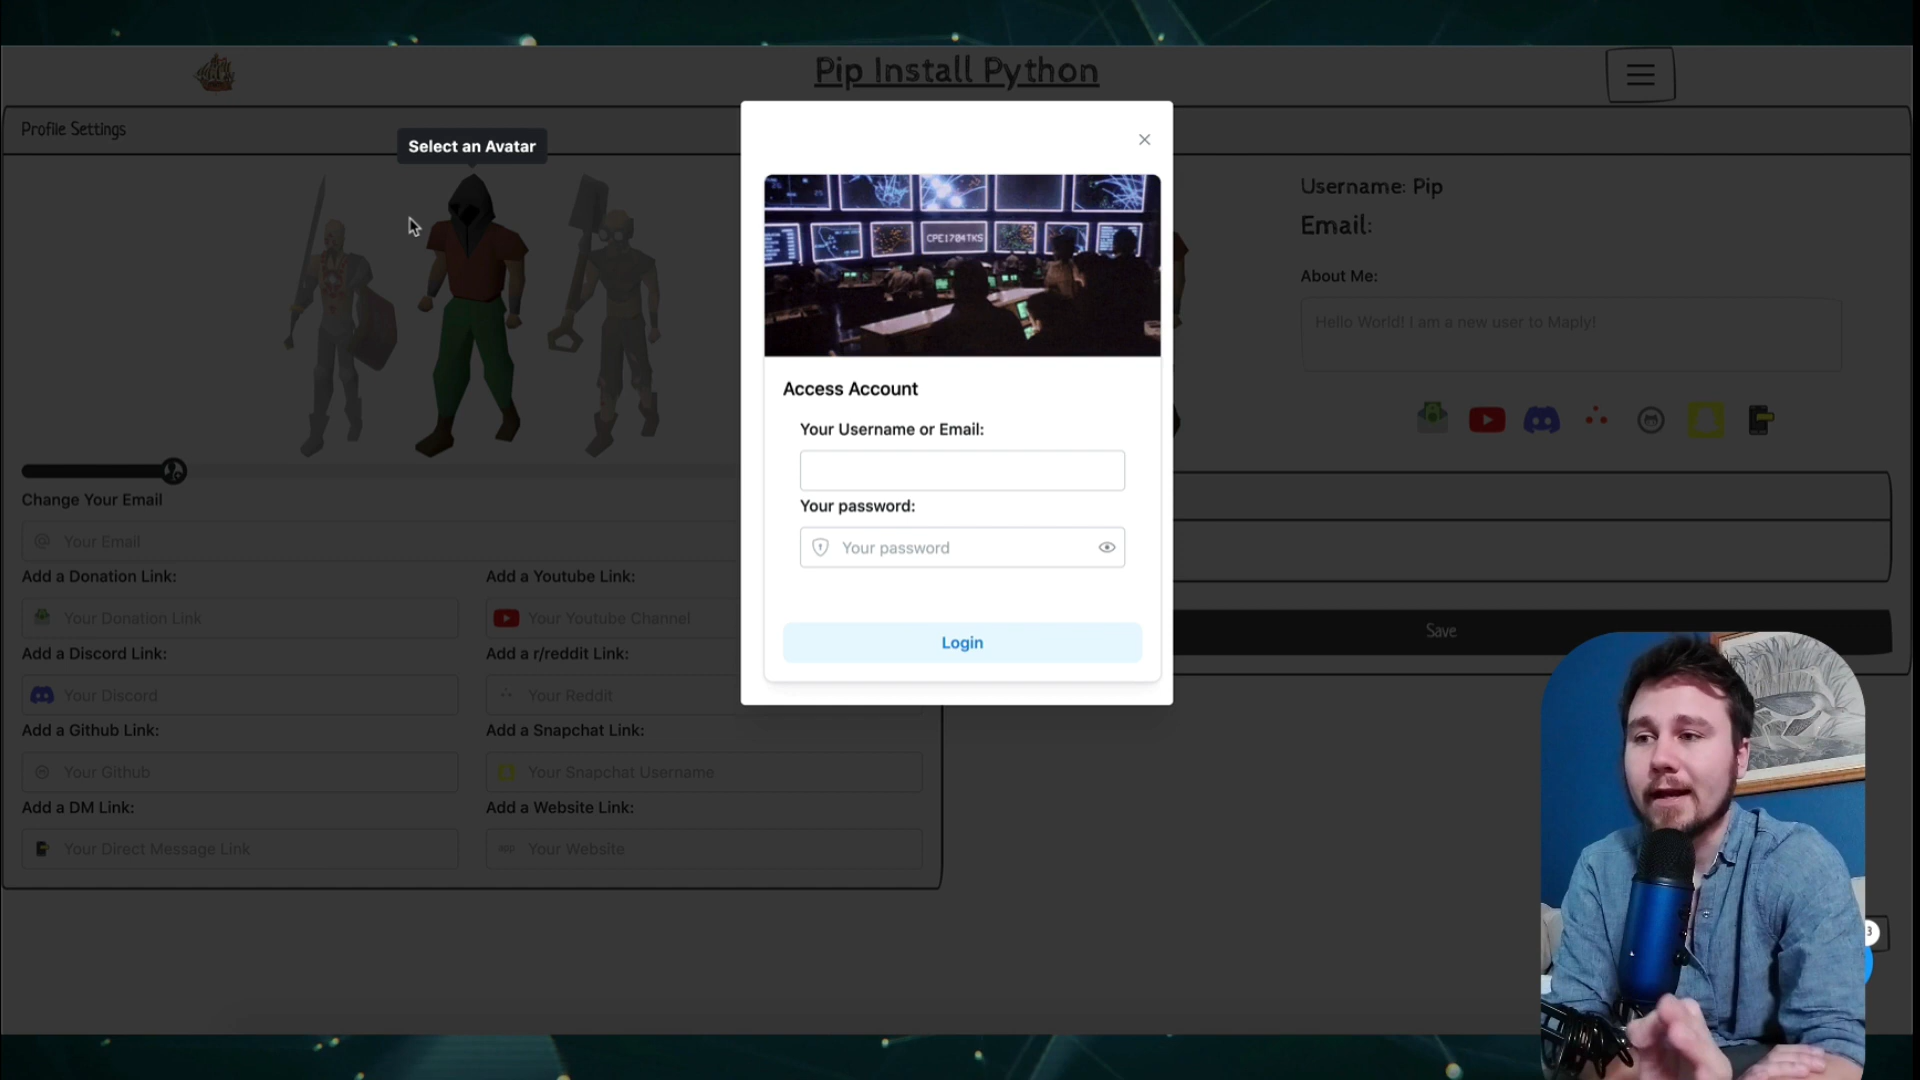 Pip Install Python
Profile Settings
Select an Avatar
CPE1704TKS
Username: Pip
Email:
About Me:
Hello World! I am a new user to Maply!
Access Account
Your Username or Email:
Your password:
Your password
Login
Change Your Email
Your Email
Add a Donation Link:
Add a Youtube Link:
Your Donation Link
Your Youtube Channel
Save
Add a Discord Link:
Add a r/reddit Link:
Your Discord
Your Reddit
Add a Github Link:
Add a Snapchat Link:
Your Github
Your Snapchat Username
Add a DM Link:
Add a Website Link:
Your Direct Message Link
Your Website
3